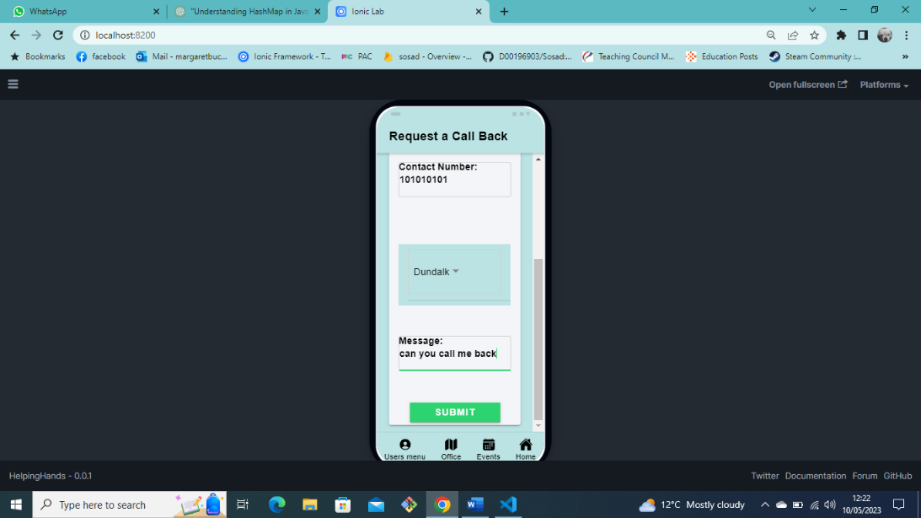 WhatsApp
"Understanding HashMap in Java
Ionic Lab
localhost:8200
Bookmarks
facebook
Mail - margaretbuc...
Ionic Framework - T...
PAC
sosad - Overview -...
D00196903/Sosad:...
Teaching Council M...
Education Posts
Steam Community :...
»
Open fullscreen
Platforms
Request a Call Back
Contact Number:
101010101
Dundalk
Message:
can you call me back
SUBMIT
Users menu
Office
Events
Home
HelpingHands - 0.0.1
Twitter
Documentation
Forum
GitHub
Type here to search
12°C Mostly cloudy
12:22
10/05/2023